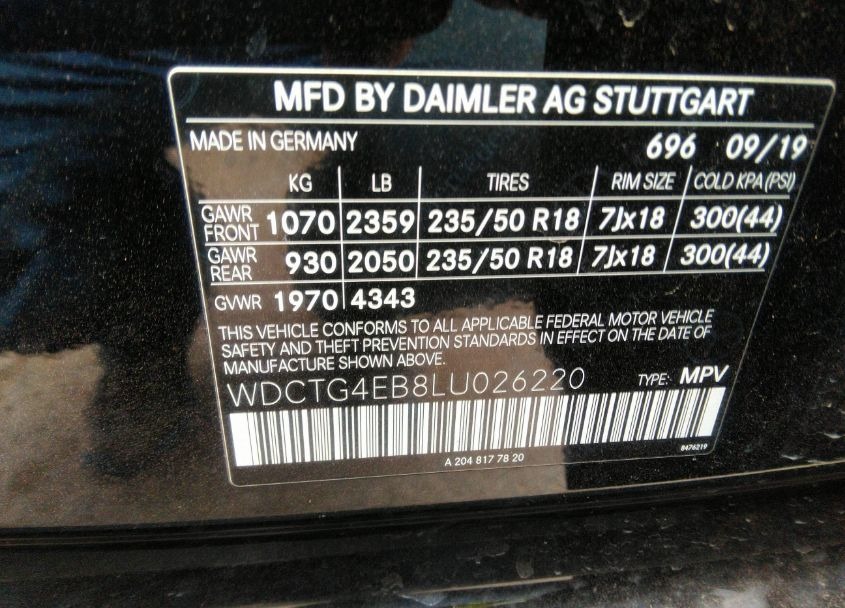 MFD BY DAIMLER AG STUTTGART
MADE IN GERMANY 696 09/19
KG LB TIRES RIM SIZE COLD KPA (PSI)
GAWR FRONT 1070 2359 235/50 R18 7Jx18 300(44)
GAWR REAR 930 2050 235/50 R18 7Jx18 300(44)
GVWR 1970 4343
THIS VEHICLE CONFORMS TO ALL APPLICABLE FEDERAL MOTOR VEHICLE
SAFETY AND THEFT PREVENTION STANDARDS IN EFFECT ON THE DATE OF
MANUFACTURE SHOWN ABOVE.
WDCTG4EB8LU026220 TYPE: MPV
A 204 817 78 20 8476219